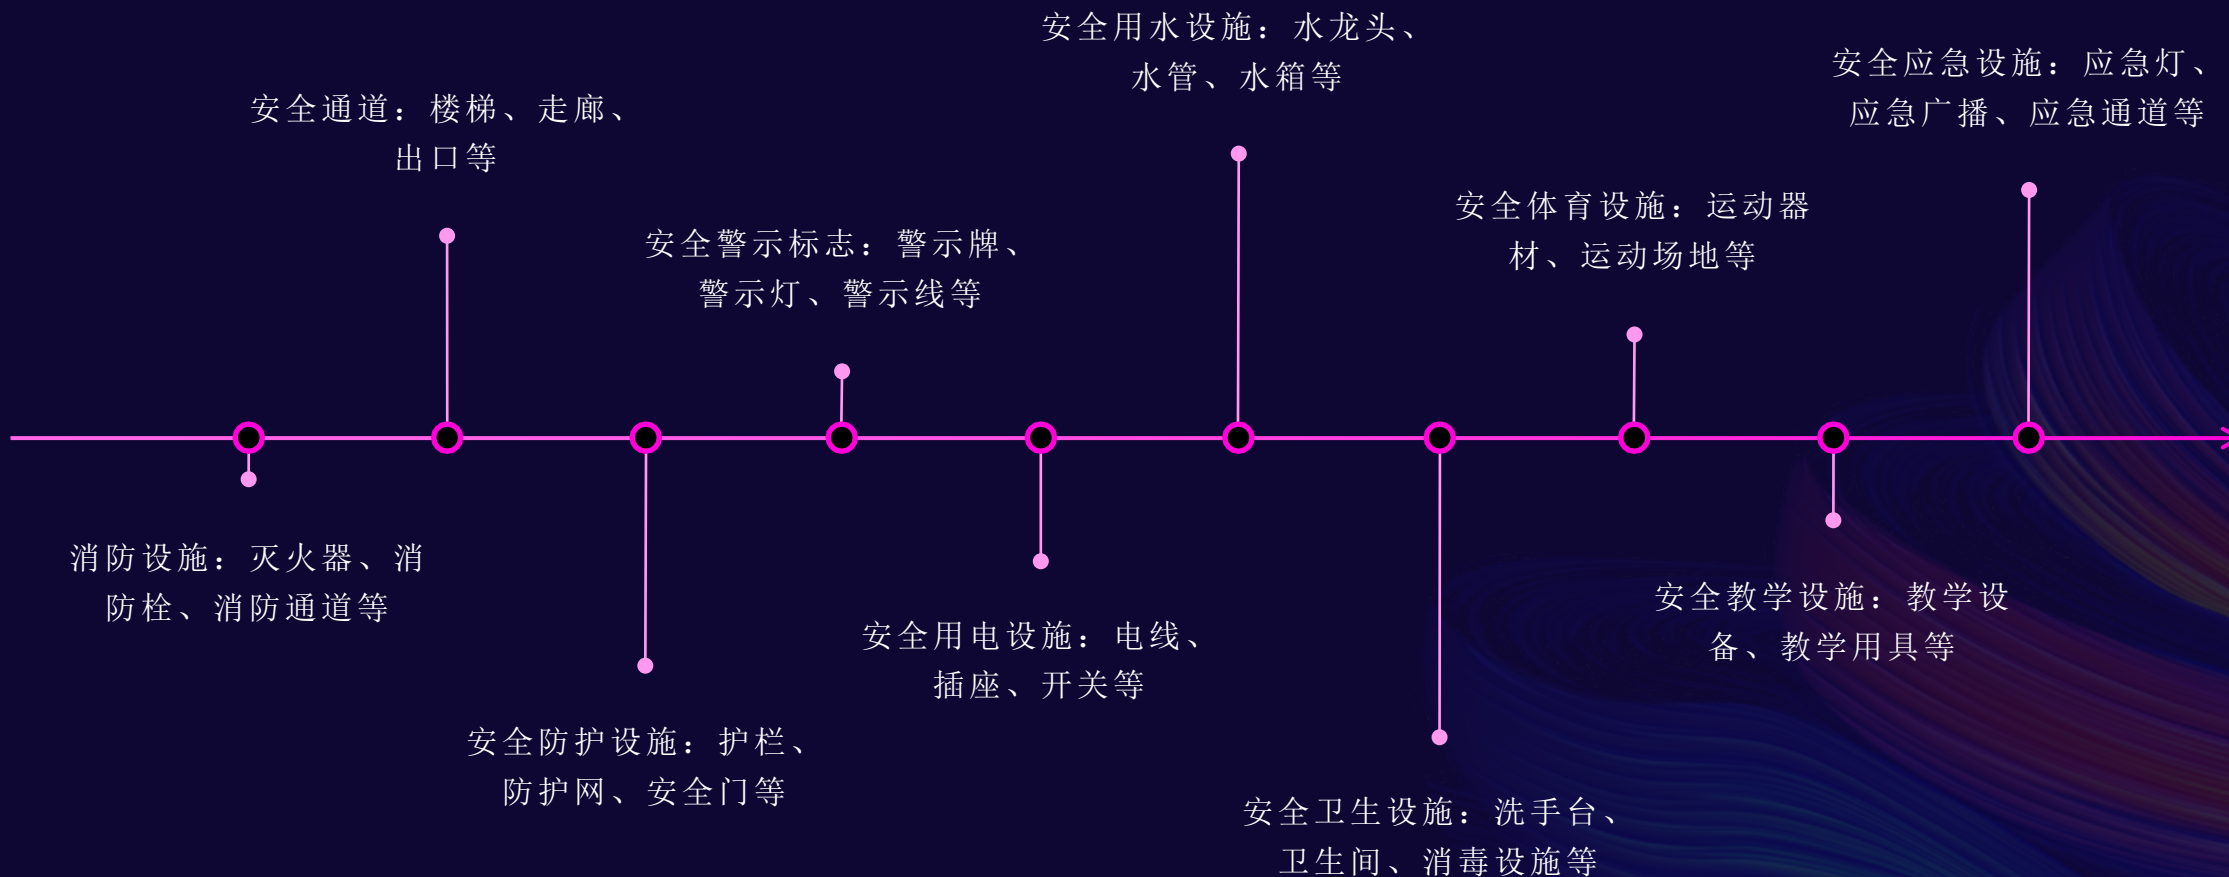 消防设施：灭火器、消
防栓、消防通道等
安全通道：楼梯、走廊、
出口等
安全防护设施：护栏、
防护网、安全门等
安全警示标志：警示牌、
警示灯、警示线等
安全用电设施：电线、
插座、开关等
安全用水设施：水龙头、
水管、水箱等
安全卫生设施：洗手台、
卫生间、消毒设施等
安全体育设施：运动器
材、运动场地等
安全教学设施：教学设
备、教学用具等
安全应急设施：应急灯、
应急广播、应急通道等